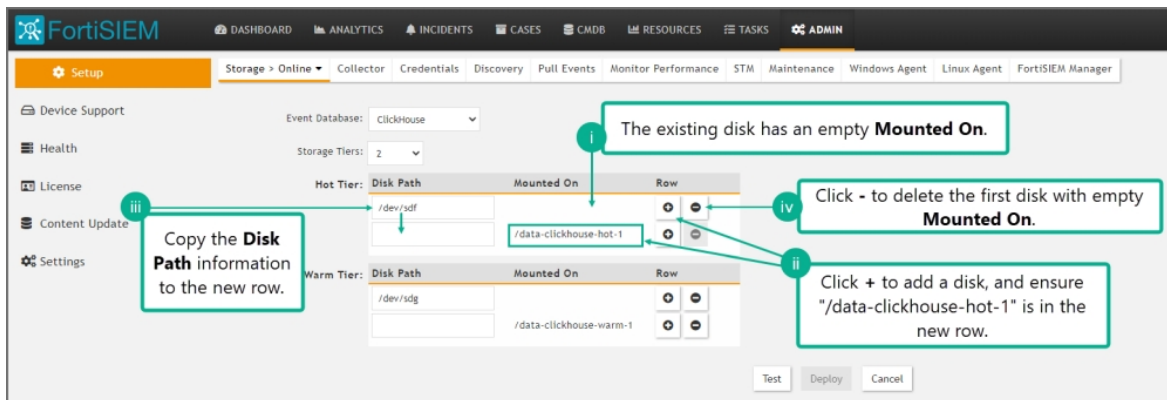 FortiSIEM
DASHBOARD ANALYTICS INCIDENTS CASES CMDB RESOURCES TASKS ADMIN
Setup
Storage > Online Collector Credentials Discovery Pull Events Monitor Performance STM Maintenance Windows Agent Linux Agent FortiSIEM Manager
Device Support
Health
License
Content Update
Settings
Event Database: ClickHouse
Storage Tiers: 2
Hot Tier: Disk Path Mounted On Row
/dev/sdf
/data-clickhouse-hot-1
Warm Tier: Disk Path Mounted On Row
/dev/sdg
/data-clickhouse-warm-1
Test Deploy Cancel
i
The existing disk has an empty Mounted On.
ii
Click + to add a disk, and ensure
"/data-clickhouse-hot-1" is in the
new row.
iii
Copy the Disk
Path information
to the new row.
iv
Click - to delete the first disk with empty
Mounted On.